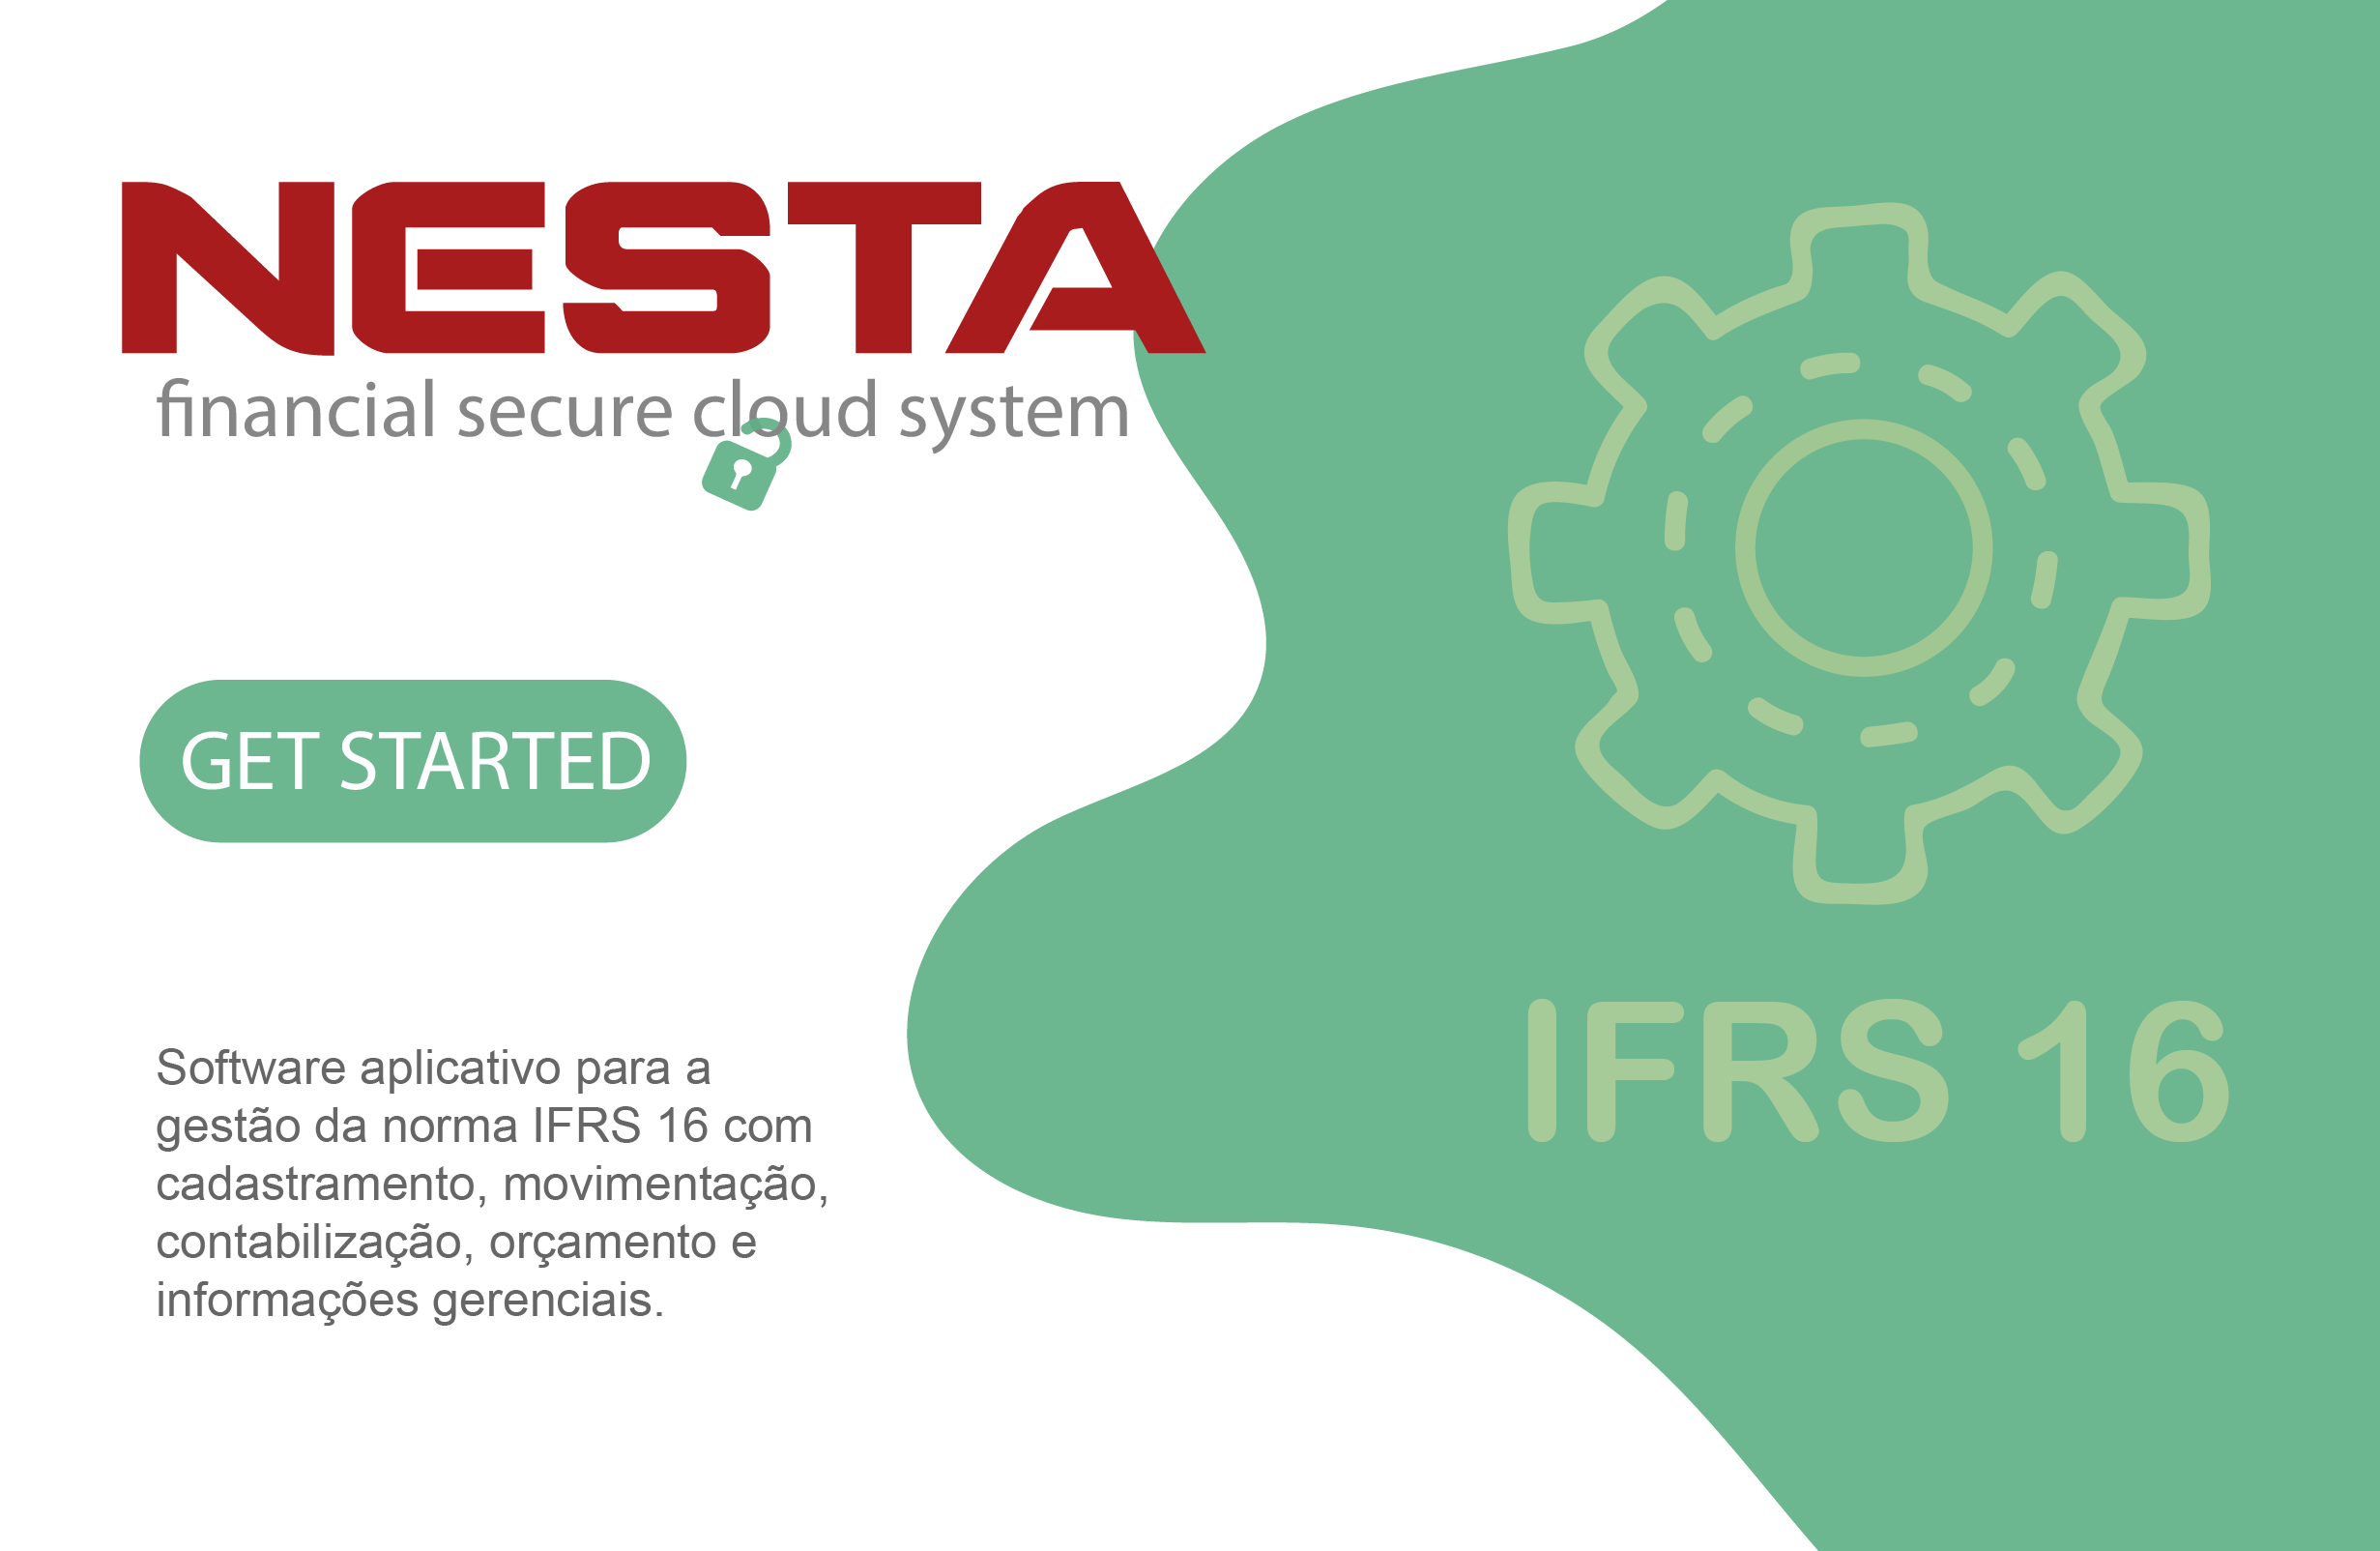 NESTA
financial secure cloud system
GET STARTED
Software aplicativo para a
gestão da norma IFRS 16 com
cadastramento, movimentação,
contabilização, orçamento e
informações gerenciais.
IFRS 16